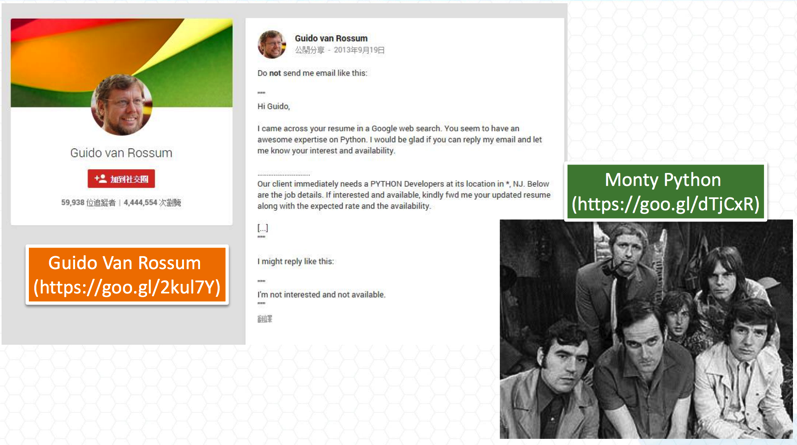 Guido van Rossum
加到社交圈
59,938 位追蹤者 | 4,444,554 次瀏覽
Guido Van Rossum
(https://goo.gl/2kul7Y)
Guido van Rossum
公開分享 - 2013年9月19日
Do not send me email like this:
"""
Hi Guido,
I came across your resume in a Google web search. You seem to have an
awesome expertise on Python. I would be glad if you can reply my email and let
me know your interest and availability.
------------------------------
Our client immediately needs a PYTHON Developers at its location in *, NJ. Below
are the job details. If interested and available, kindly fwd me your updated resume
along with the expected rate and the availability.
[...]
"""
I might reply like this:
"""
I'm not interested and not available.
"""
翻譯
Monty Python
(https://goo.gl/dTjCxR)